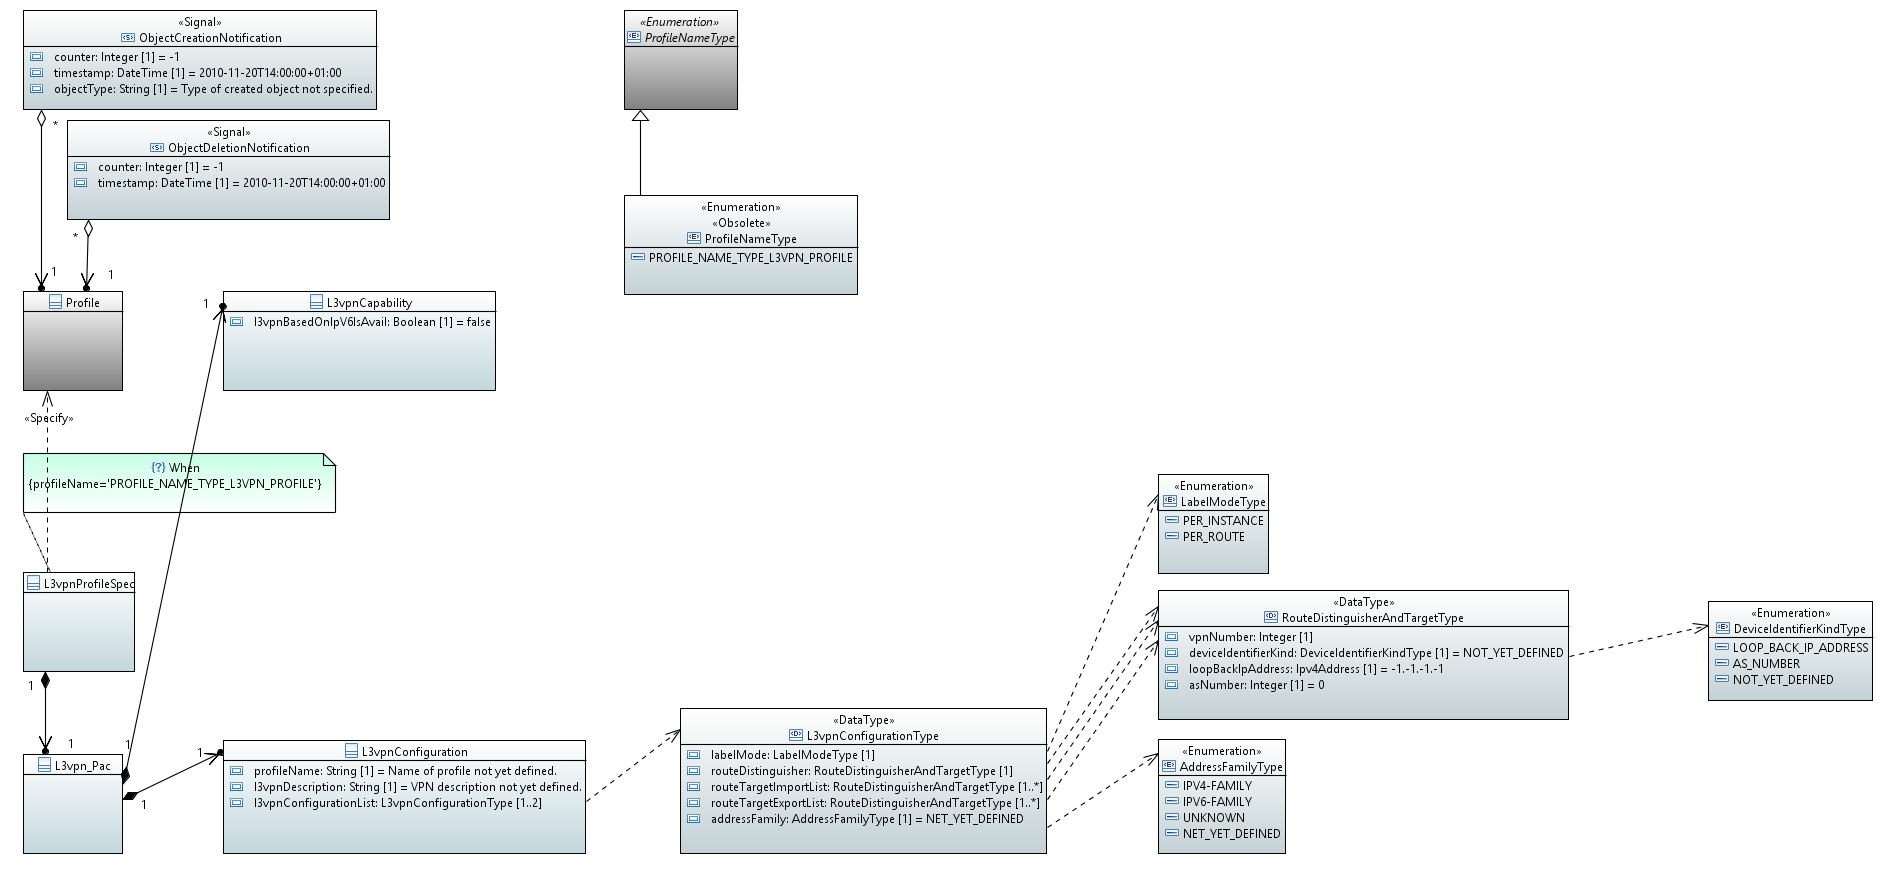 «Signal»
ObjectCreationNotification
counter: Integer [1] = -1
timestamp: DateTime [1] = 2010-11-20T14:00:00+01:00
objectType: String [1] = Type of created object not specified.
*
«Signal»
ObjectDeletionNotification
counter: Integer [1] = -1
timestamp: DateTime [1] = 2010-11-20T14:00:00+01:00
*
1
1
«Enumeration»
ProfileNameType
«Enumeration»
«Obsolete»
ProfileNameType
PROFILE_NAME_TYPE_L3VPN_PROFILE
Profile
1
L3vpnCapability
l3vpnBasedOnIpV6IsAvail: Boolean [1] = false
«Specify»
{?} When
{profileName='PROFILE_NAME_TYPE_L3VPN_PROFILE'}
L3vpnProfileSpec
1
1
1
L3vpn_Pac
1
1
L3vpnConfiguration
profileName: String [1] = Name of profile not yet defined.
l3vpnDescription: String [1] = VPN description not yet defined.
l3vpnConfigurationList: L3vpnConfigurationType [1..2]
«DataType»
L3vpnConfigurationType
labelMode: LabelModeType [1]
routeDistinguisher: RouteDistinguisherAndTargetType [1]
routeTargetImportList: RouteDistinguisherAndTargetType [1..*]
routeTargetExportList: RouteDistinguisherAndTargetType [1..*]
addressFamily: AddressFamilyType [1] = NET_YET_DEFINED
«Enumeration»
LabelModeType
PER_INSTANCE
PER_ROUTE
«DataType»
RouteDistinguisherAndTargetType
vpnNumber: Integer [1]
deviceIdentifierKind: DeviceIdentifierKindType [1] = NOT_YET_DEFINED
loopBackIpAddress: Ipv4Address [1] = -1.-1.-1.-1
asNumber: Integer [1] = 0
«Enumeration»
DeviceIdentifierKindType
LOOP_BACK_IP_ADDRESS
AS_NUMBER
NOT_YET_DEFINED
«Enumeration»
AddressFamilyType
IPV4-FAMILY
IPV6-FAMILY
UNKNOWN
NET_YET_DEFINED